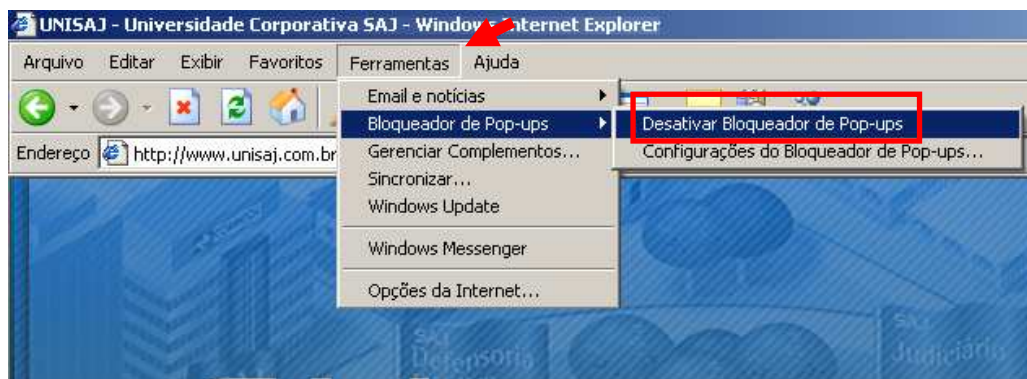 UNISAJ - Universidade Corporativa SAJ - Windows Internet Explorer
Arquivo Editar Exibir Favoritos Ferramentas Ajuda
Email e notícias
Bloqueador de Pop-ups
Desativar Bloqueador de Pop-ups
Endereço http://www.unisaj.com.br
Gerenciar Complementos...
Configurações do Bloqueador de Pop-ups...
Sincronizar...
Windows Update
Windows Messenger
Opções da Internet...
SAJ
Defensoria
SAJ
Judiciário